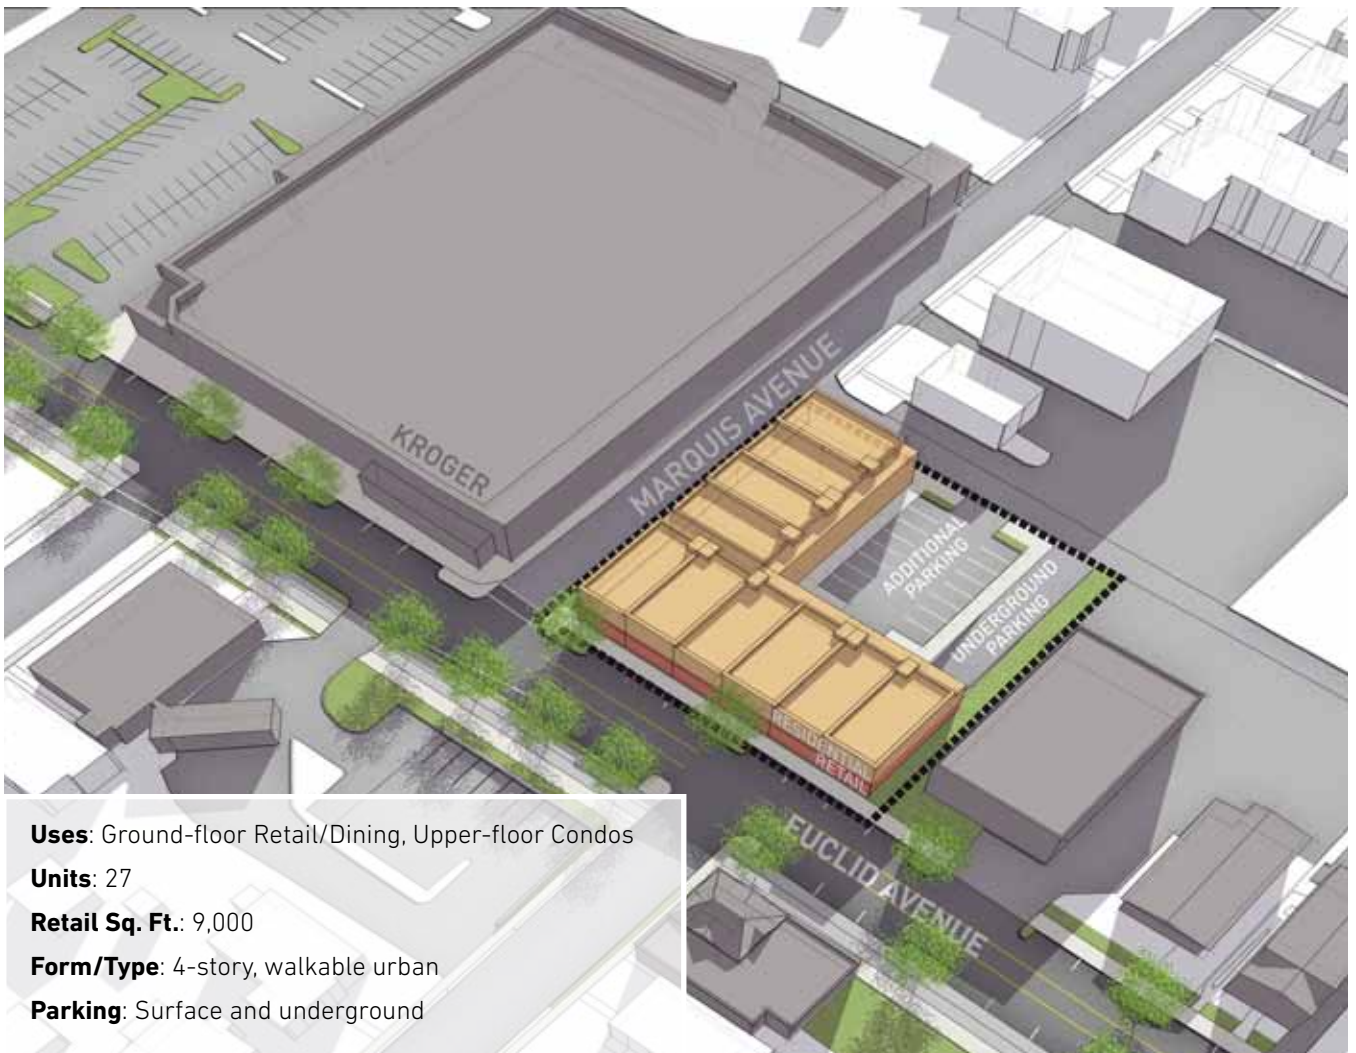 KROGER
MARQUIS AVENUE
ADDITIONAL
PARKING
UNDERGROUND
PARKING
RESIDENTIAL
RETAIL
EUCLID AVENUE
Uses: Ground-floor Retail/Dining, Upper-floor Condos
Units: 27
Retail Sq. Ft.: 9,000
Form/Type: 4-story, walkable urban
Parking: Surface and underground